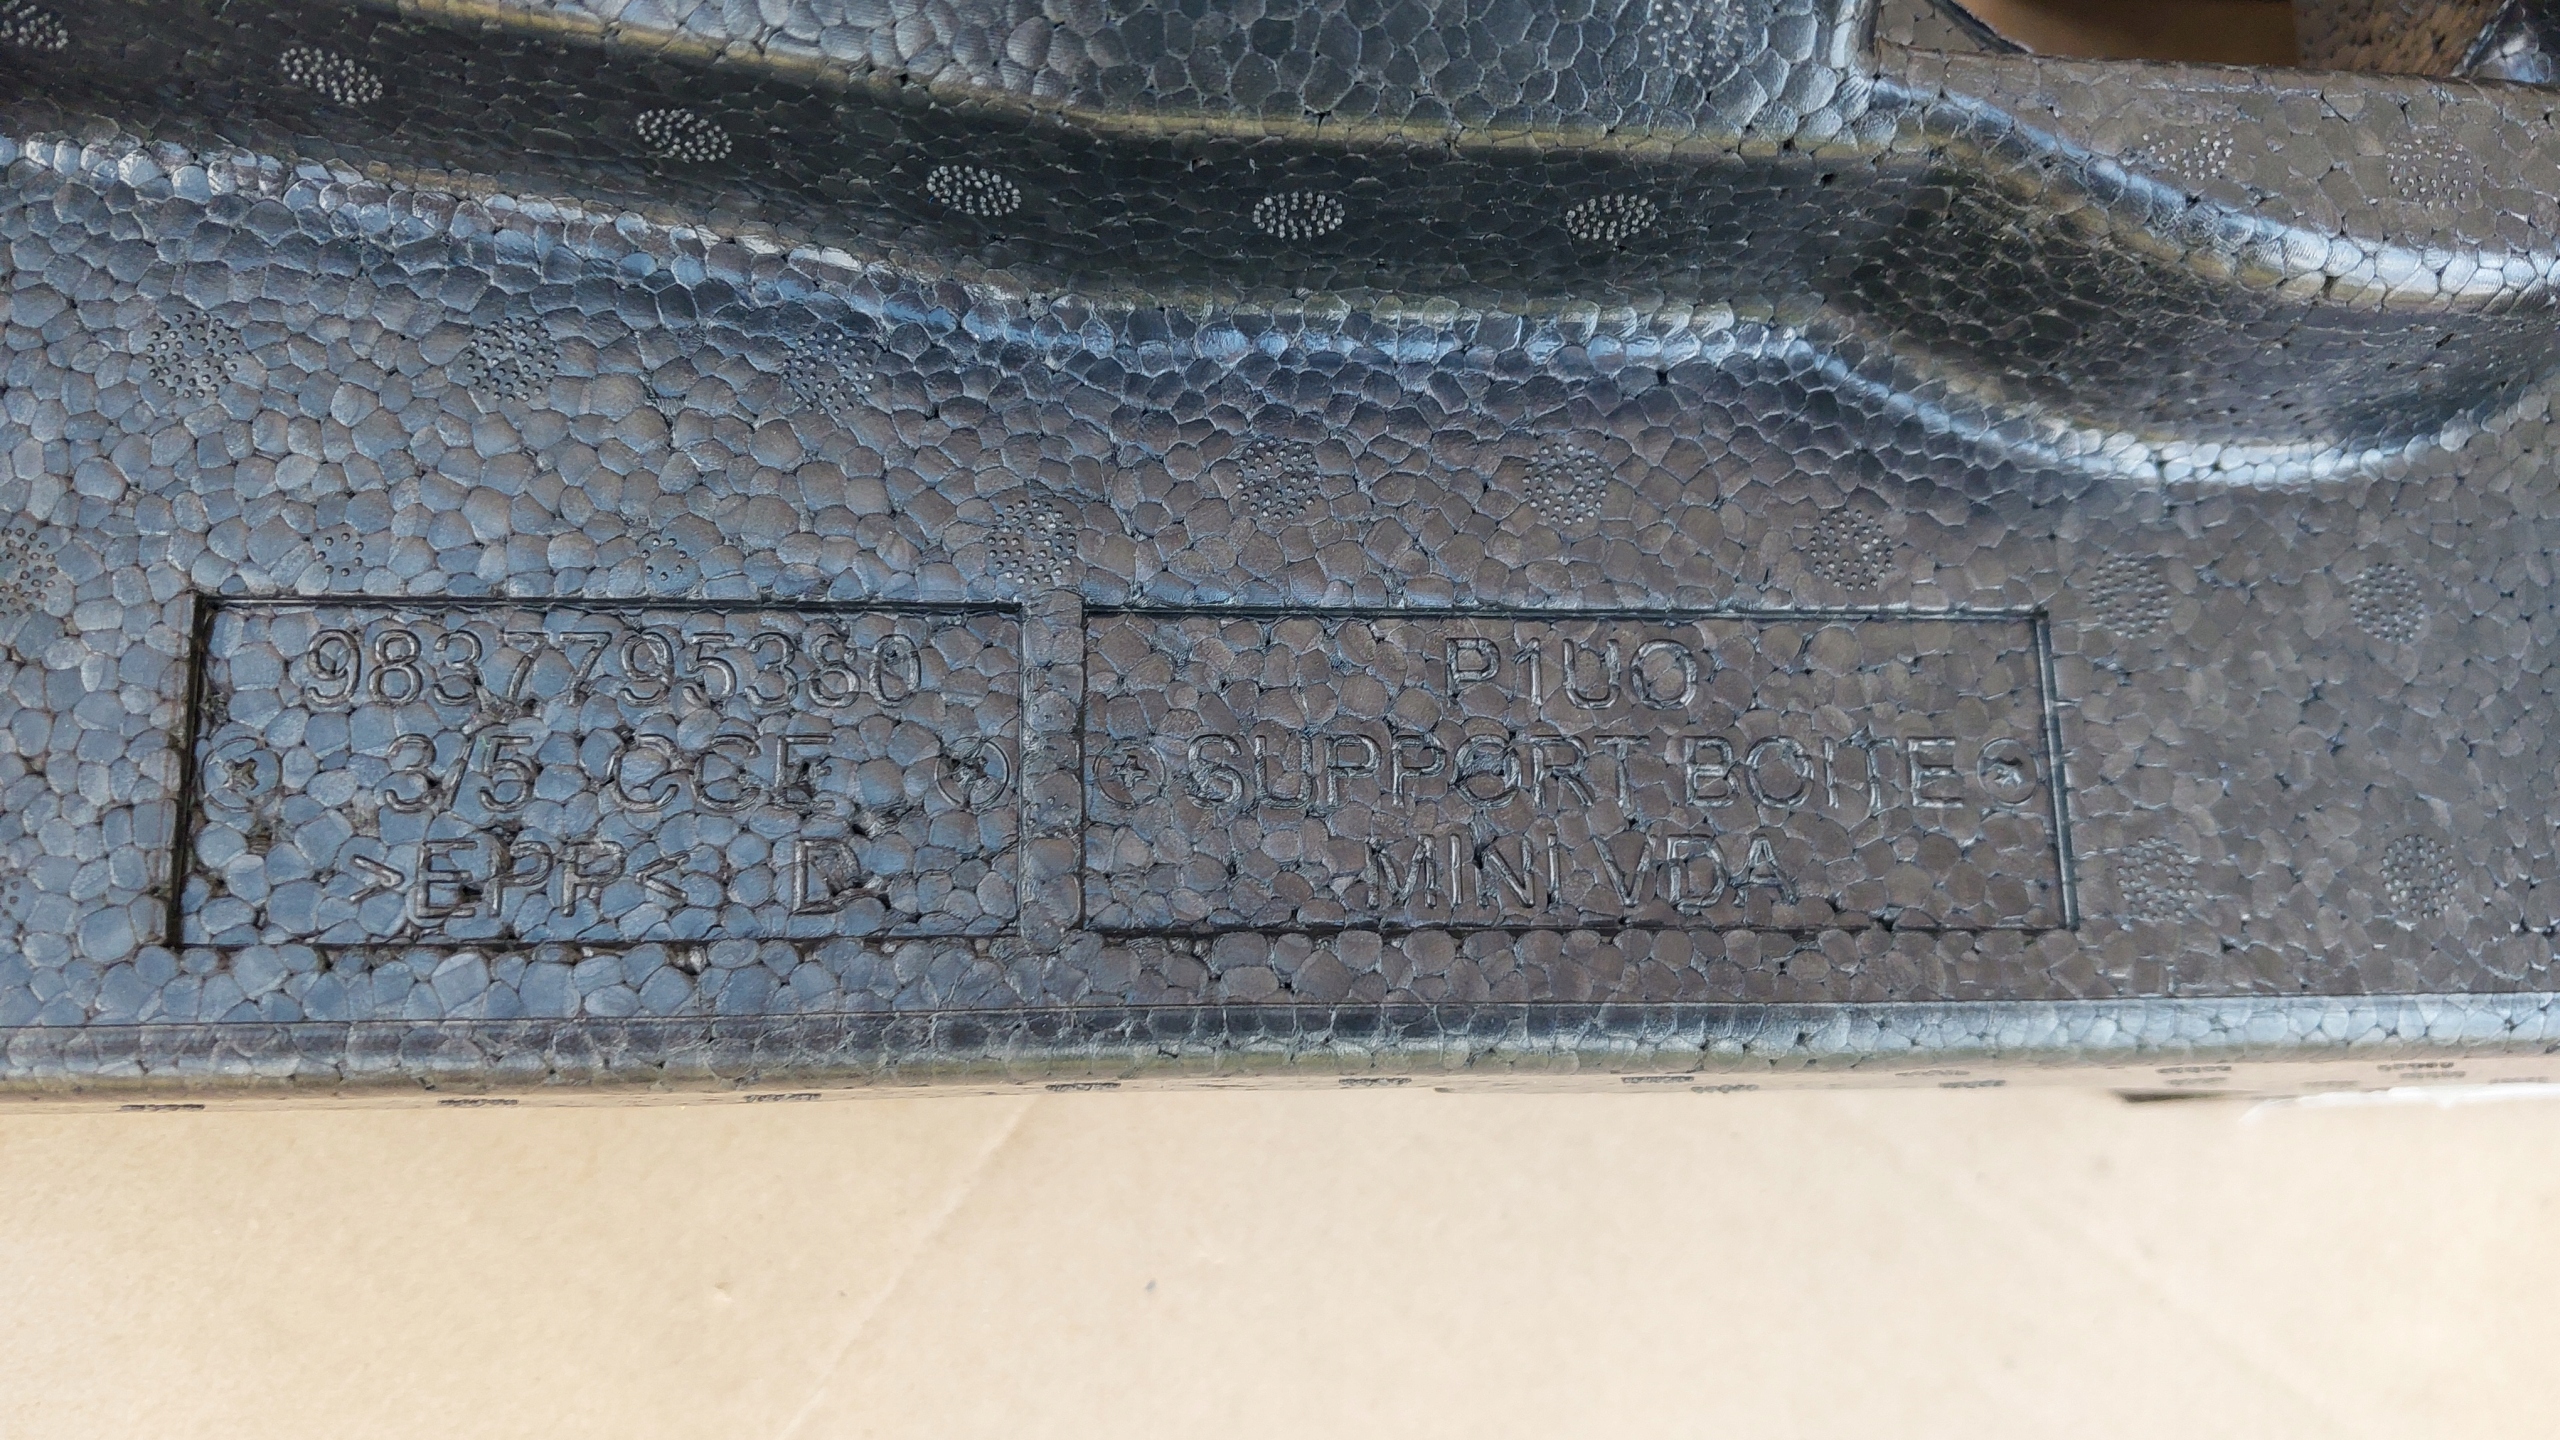 9837795380
3/5 CCE
>EPP< D
P1UO
SUPPORT BOITE
MINI VDA